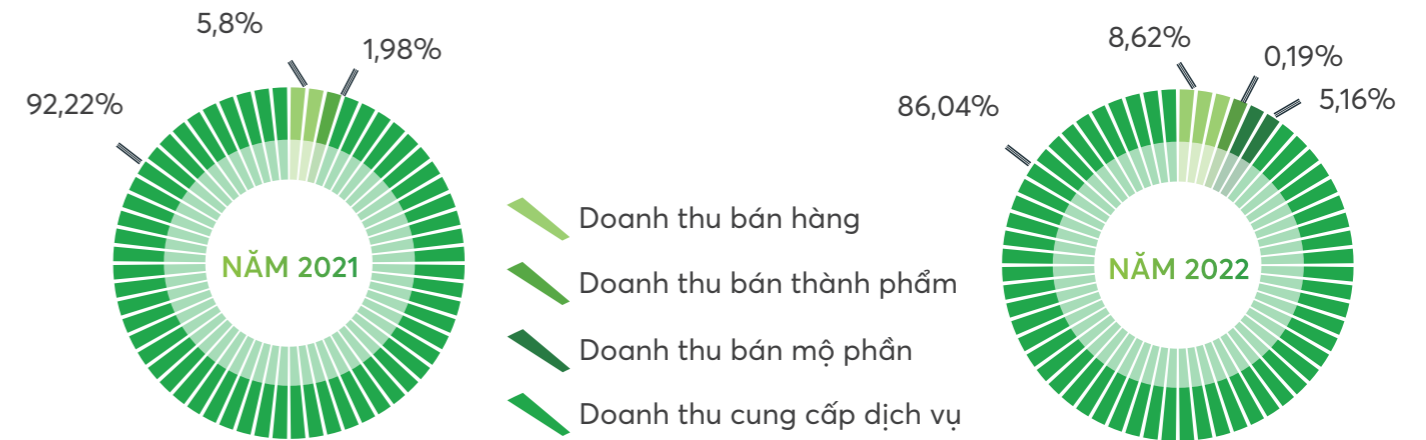 5,8%
1,98%
92,22%
NĂM 2021
Doanh thu bán hàng
Doanh thu bán thành phẩm
Doanh thu bán mộ phần
Doanh thu cung cấp dịch vụ
8,62%
0,19%
5,16%
86,04%
NĂM 2022